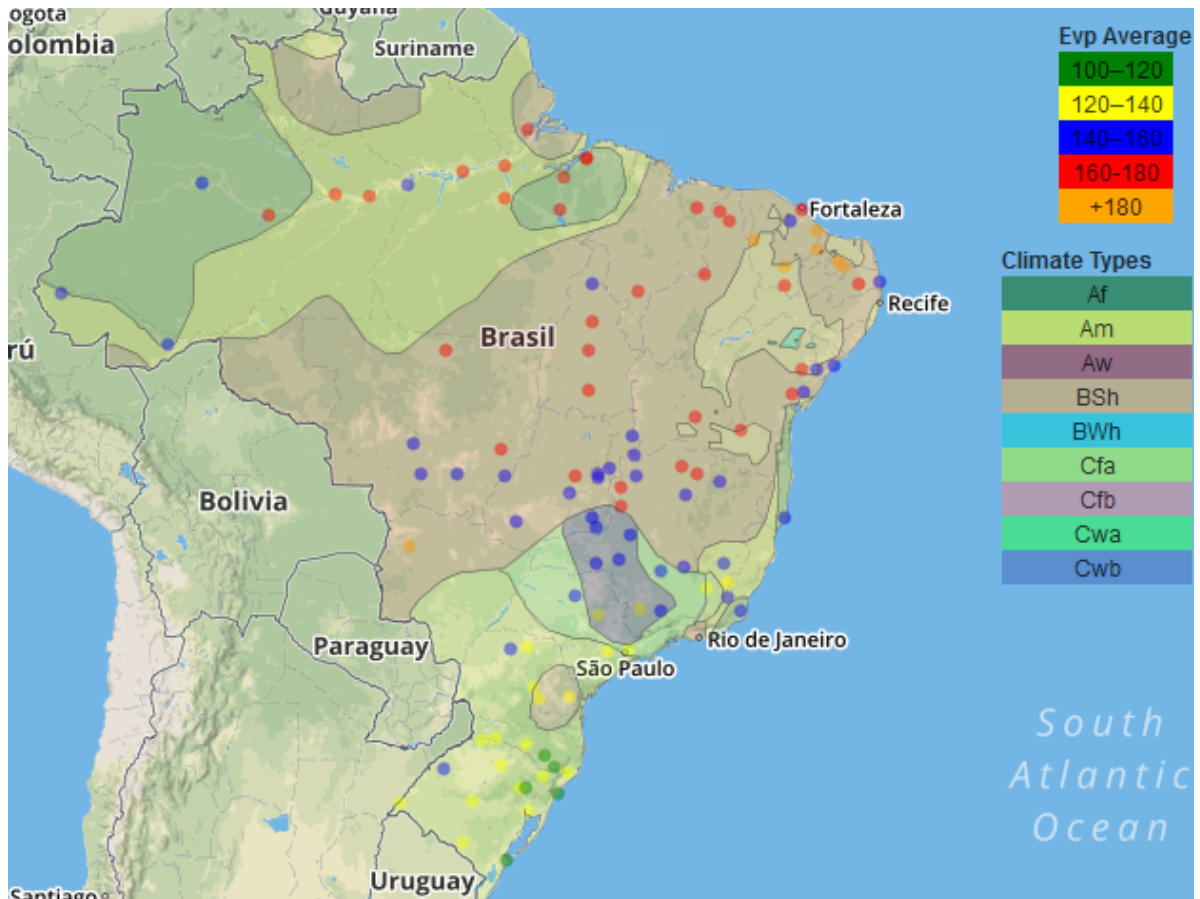 ogota
olombia
Guyana
Suriname
Evp Average
100–120
120–140
140–160
160-180
+180
Fortaleza
Climate Types
Af
Am
Aw
BSh
BWh
Cfa
Cfb
Cwa
Cwb
Recife
Brasil
rú
Bolivia
Paraguay
Rio de Janeiro
São Paulo
South
Atlantic
Ocean
Uruguay
Santiago